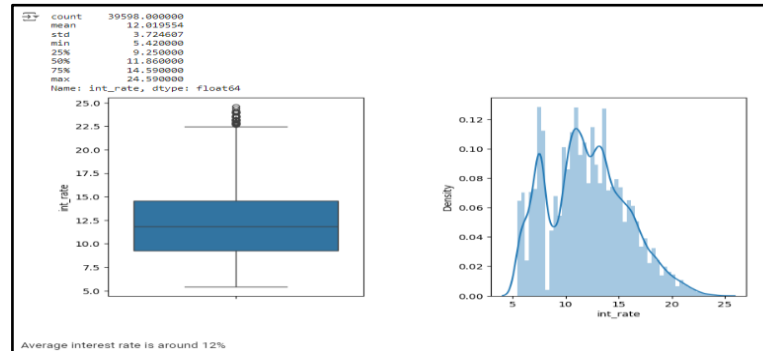 count 39598.000000
mean 12.019554
std 3.724607
min 5.420000
25% 9.250000
50% 11.860000
75% 14.590000
max 24.590000
Name: int_rate, dtype: float64
25.0
22.5
20.0
17.5
15.0
12.5
10.0
7.5
5.0
int_rate
0.12
0.10
0.08
0.06
0.04
0.02
0.00
Density
5 10 15 20 25
int_rate
Average interest rate is around 12%